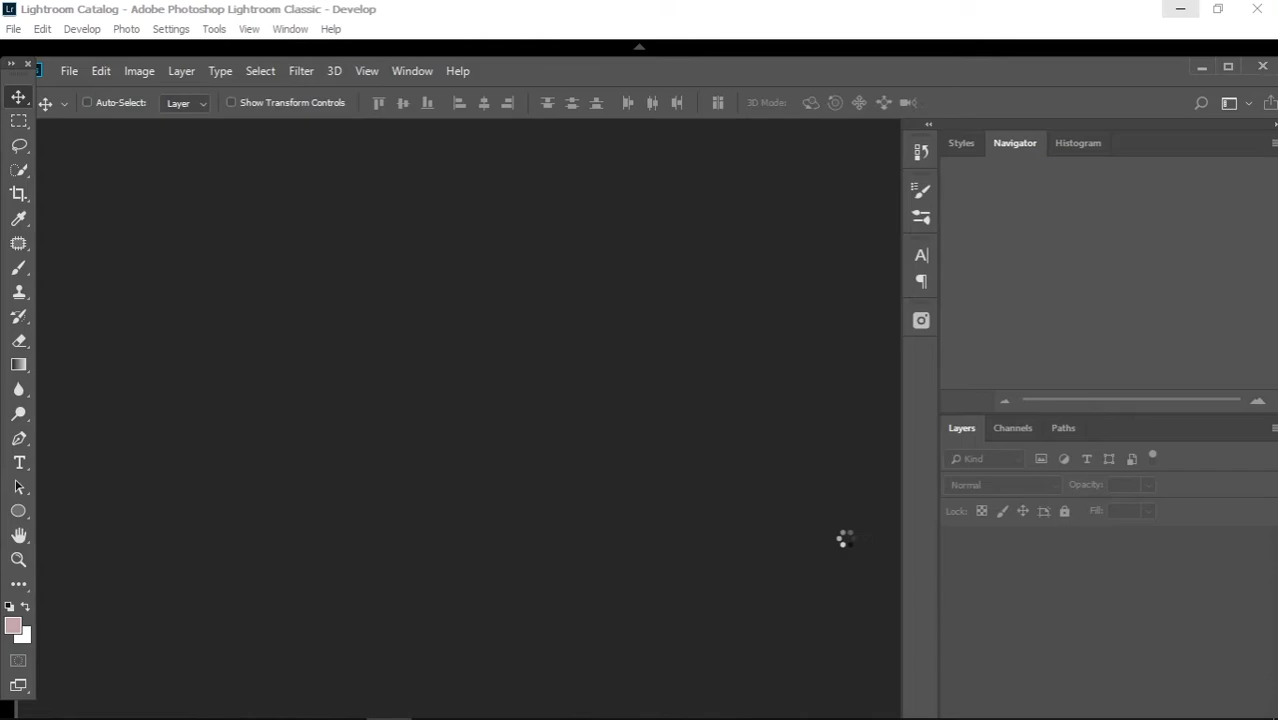 Lr Lightroom Catalog - Adobe Photoshop Lightroom Classic - Develop
File Edit Develop Photo Settings Tools View Window Help
File Edit Image Layer Type Select Filter 3D View Window Help
Auto-Select: Layer Show Transform Controls 3D Mode:
Styles Navigator Histogram
Layers Channels Paths
Kind
Normal Opacity:
Lock: Fill: